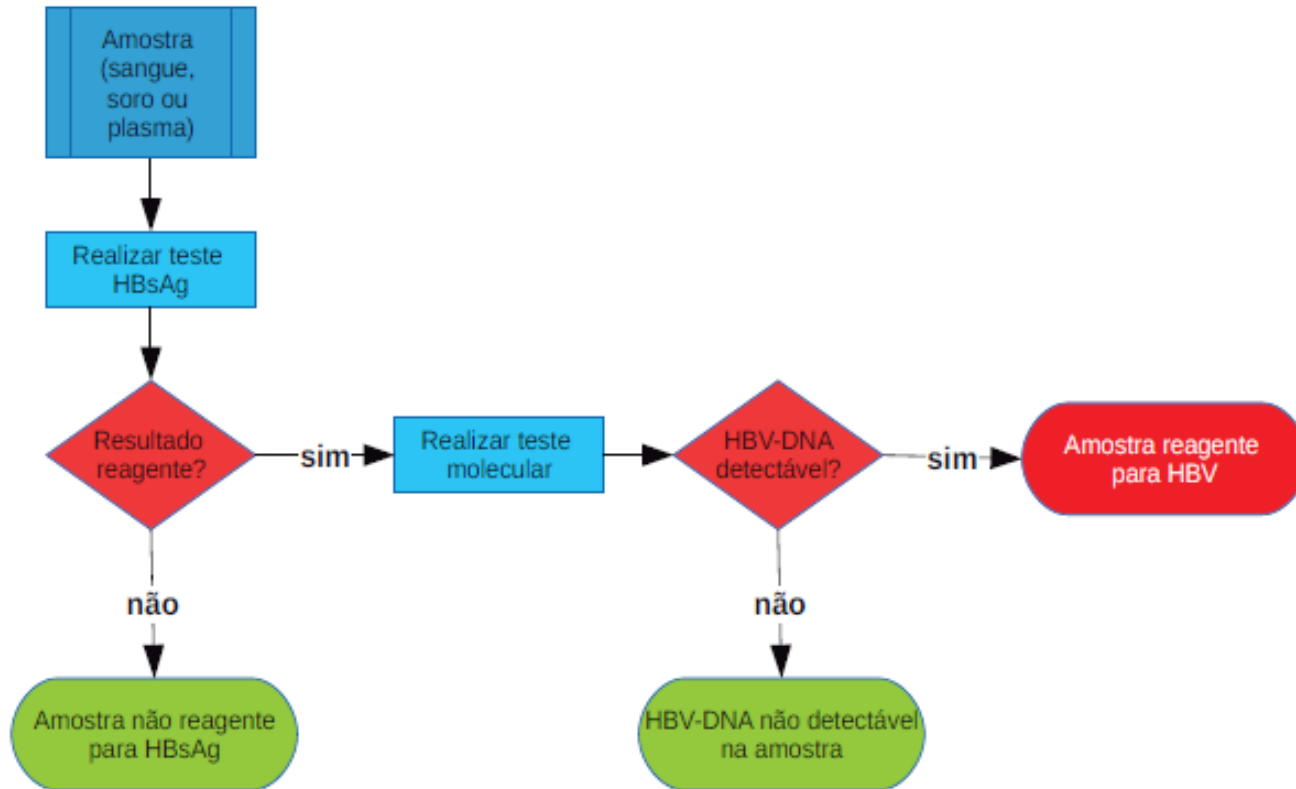 Amostra
(sangue,
soro ou
plasma)
Realizar teste
HBsAg
Resultado
reagente?
sim
Realizar teste
molecular
HBV-DNA
detectável?
sim
Amostra reagente
para HBV
não
não
Amostra não reagente
para HBsAg
HBV-DNA não detectável
na amostra